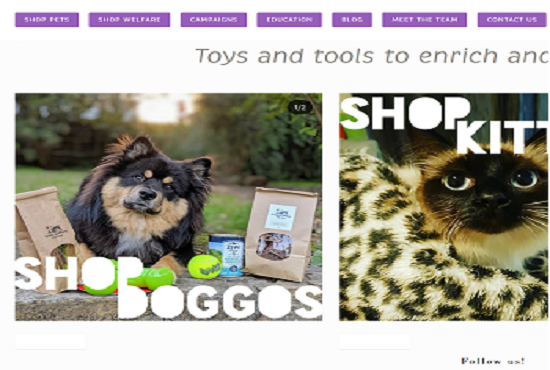 SHOP PETS SHOP WELFARE CAMPAIGNS EDUCATION BLOG MEET THE TEAM CONTACT US
Toys and tools to enrich and
1/2
SHOP
DOGGOS
SHOP
KITT
Follow us!